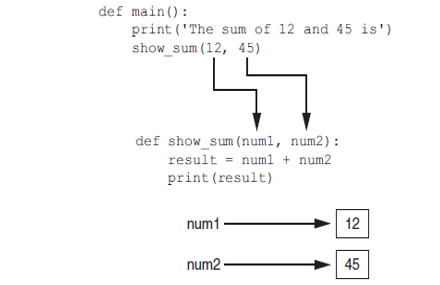 def main():
    print('The sum of 12 and 45 is')
    show_sum(12, 45)
def show_sum(num1, num2):
    result = num1 + num2
    print(result)
num1 12
num2 45